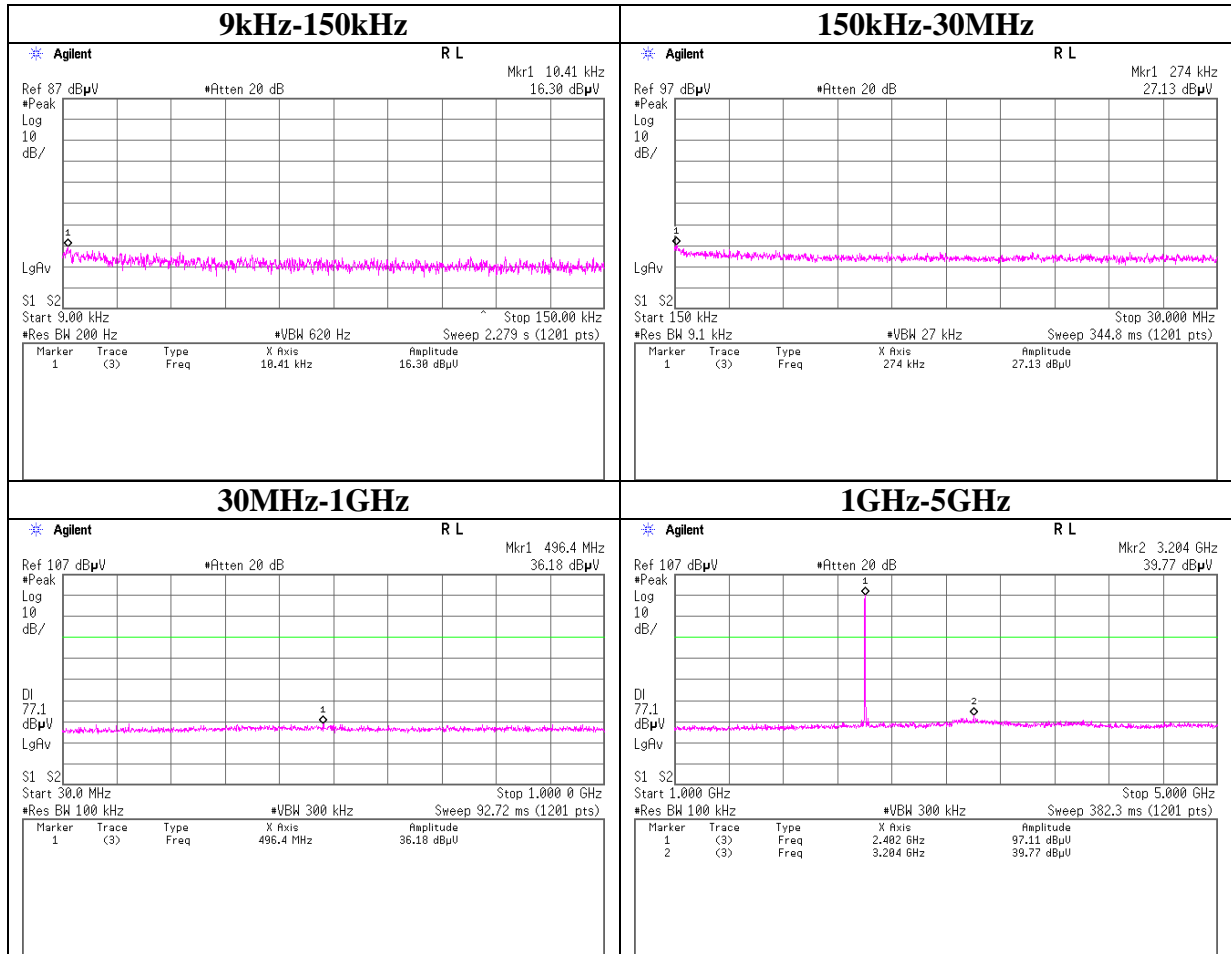 9kHz-150kHz
Agilent R L
Mkr1 10.41 kHz
Ref 87 dBµV #Atten 20 dB 16.30 dBµV
#Peak
Log
10
dB/
1
LgAv
S1 S2
Start 9.00 kHz ^ Stop 150.00 kHz
#Res BW 200 Hz #VBW 620 Hz Sweep 2.279 s (1201 pts)
Marker Trace Type X Axis Amplitude
1 (3) Freq 10.41 kHz 16.30 dBµV
150kHz-30MHz
Agilent R L
Mkr1 274 kHz
Ref 97 dBµV #Atten 20 dB 27.13 dBµV
#Peak
Log
10
dB/
1
LgAv
S1 S2
Start 150 kHz Stop 30.000 MHz
#Res BW 9.1 kHz #VBW 27 kHz Sweep 344.8 ms (1201 pts)
Marker Trace Type X Axis Amplitude
1 (3) Freq 274 kHz 27.13 dBµV
30MHz-1GHz
Agilent R L
Mkr1 496.4 MHz
Ref 107 dBµV #Atten 20 dB 36.18 dBµV
#Peak
Log
10
dB/
DI
77.1
dBµV
1
LgAv
S1 S2
Start 30.0 MHz Stop 1.000 0 GHz
#Res BW 100 kHz #VBW 300 kHz Sweep 92.72 ms (1201 pts)
Marker Trace Type X Axis Amplitude
1 (3) Freq 496.4 MHz 36.18 dBµV
1GHz-5GHz
Agilent R L
Mkr2 3.204 GHz
Ref 107 dBµV #Atten 20 dB 39.77 dBµV
#Peak
1
Log
10
dB/
DI
77.1
2
dBµV
LgAv
S1 S2
Start 1.000 GHz Stop 5.000 GHz
#Res BW 100 kHz #VBW 300 kHz Sweep 382.3 ms (1201 pts)
Marker Trace Type X Axis Amplitude
1 (3) Freq 2.402 GHz 97.11 dBµV
2 (3) Freq 3.204 GHz 39.77 dBµV